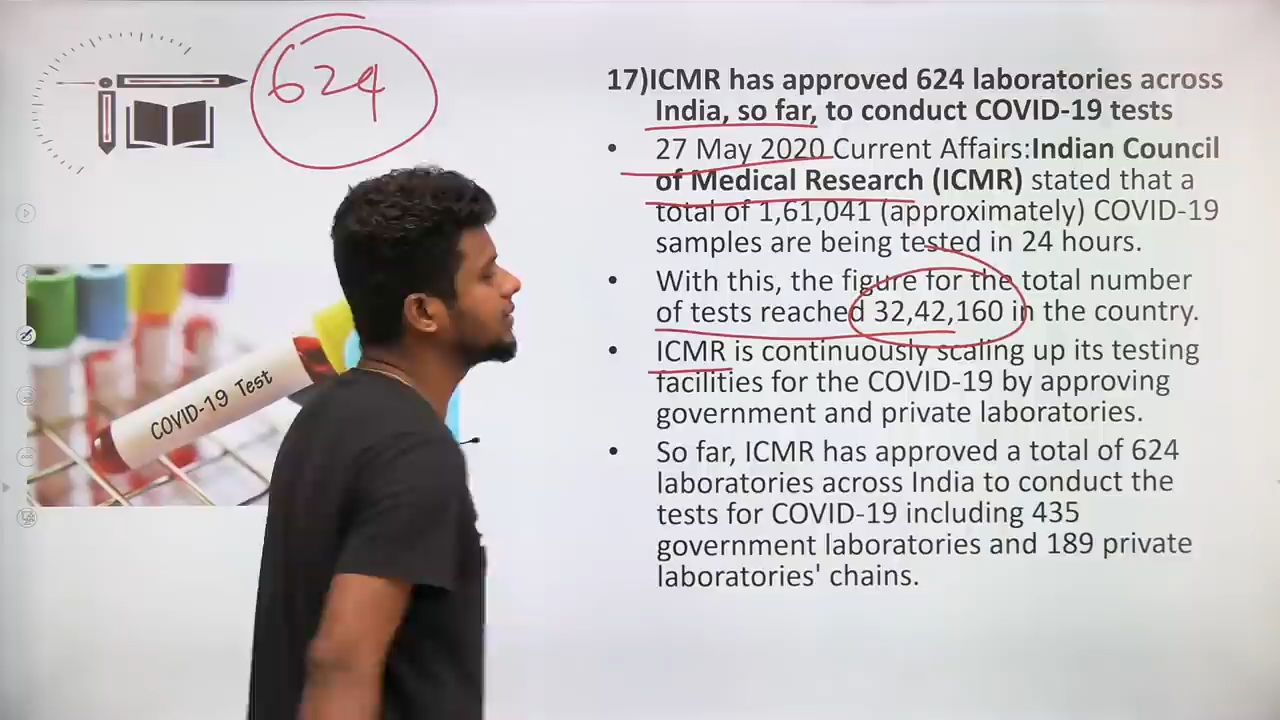 624
17)ICMR has approved 624 laboratories across
India, so far, to conduct COVID-19 tests
• 27 May 2020 Current Affairs:Indian Council
of Medical Research (ICMR) stated that a
total of 1,61,041 (approximately) COVID-19
samples are being tested in 24 hours.
• With this, the figure for the total number
of tests reached 32,42,160 in the country.
• ICMR is continuously scaling up its testing
facilities for the COVID-19 by approving
government and private laboratories.
• So far, ICMR has approved a total of 624
laboratories across India to conduct the
tests for COVID-19 including 435
government laboratories and 189 private
laboratories' chains.
COVID-19 Test